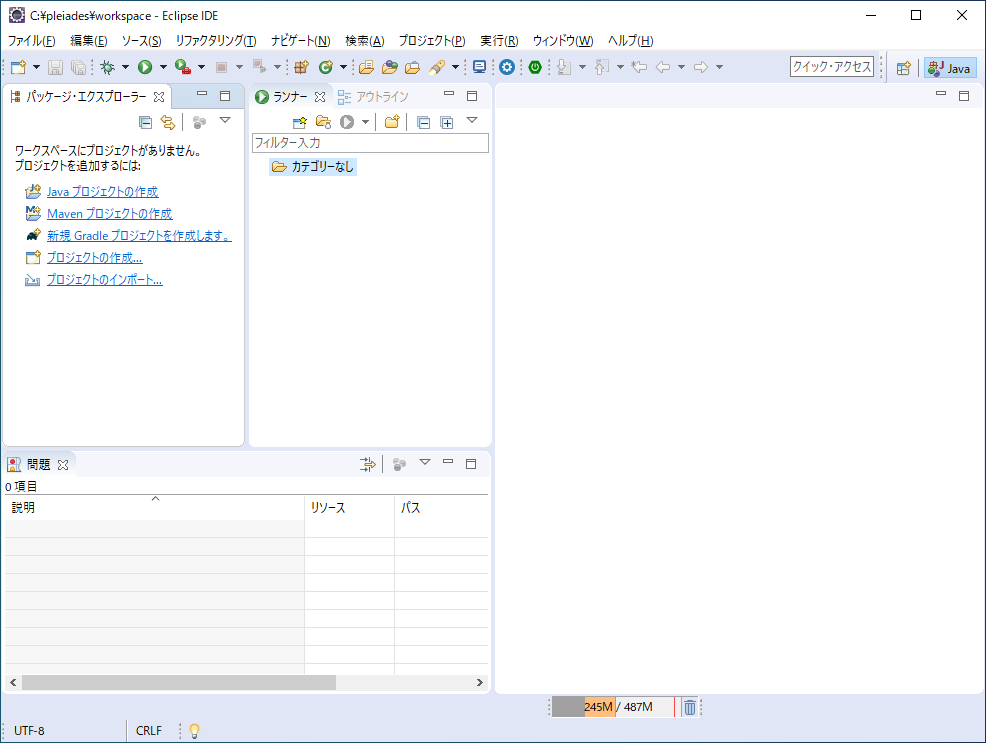 C:¥pleiades¥workspace - Eclipse IDE
ファイル(F) 編集(E) ソース(S) リファクタリング(T) ナビゲート(N) 検索(A) プロジェクト(P) 実行(R) ウィンドウ(W) ヘルプ(H)
クイック・アクセス
Java
パッケージ・エクスプローラー
ワークスペースにプロジェクトがありません。
プロジェクトを追加するには:
Java プロジェクトの作成
Maven プロジェクトの作成
新規 Gradle プロジェクトを作成します。
プロジェクトの作成...
プロジェクトのインポート...
ランナー アウトライン
フィルター入力
カテゴリーなし
問題
0 項目
説明 リソース パス
245M / 487M
UTF-8 CRLF